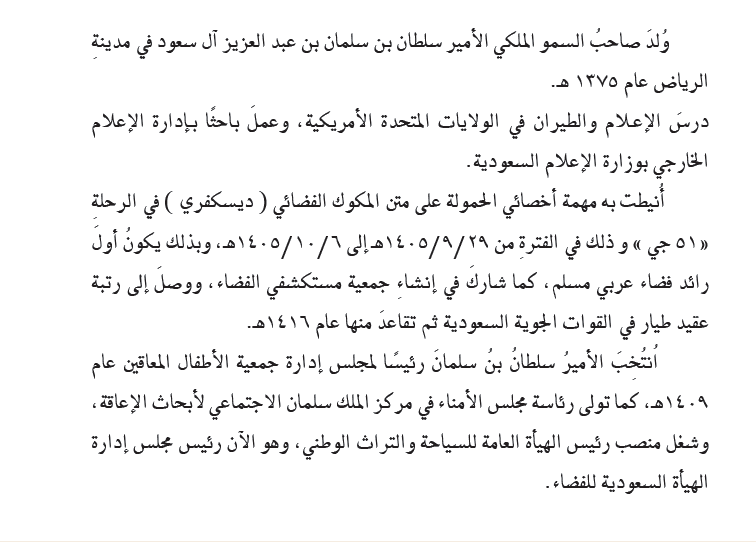 وُلدَ صاحبُ السمو الملكي الأمير سلطان بن سلمان بن عبد العزيز آل سعود في مدينةِ
الرياض عام ١٣٧٥ هـ.
درسَ الإعلام والطيران في الولايات المتحدة الأمريكية، وعملَ باحثًا بإدارة الإعلام
الخارجي بوزارة الإعلام السعودية.
أُنيطت به مهمة أخصائي الحمولة على متن المكوك الفضائي ( ديسكفري ) في الرحلةِ
«٥١ جي» و ذلك في الفترةِ من ١٤٠٥/٩/٢٩هـ إلى ١٤٠٥/١٠/٦هـ، وبذلك يكونُ أولَ
رائد فضاء عربي مسلم، كما شاركَ في إنشاءِ جمعية مستكشفي الفضاء، ووصلَ إلى رتبة
عقيد طيار في القوات الجوية السعودية ثم تقاعدَ منها عام ١٤١٦هـ.
اُنتُخِبَ الأميرُ سلطانُ بنُ سلمانَ رئيسًا لمجلس إدارة جمعية الأطفال المعاقين عام
١٤٠٩هـ، كما تولى رئاسة مجلس الأمناء في مركز الملك سلمان الاجتماعي لأبحاث الإعاقة،
وشغل منصب رئيس الهيأة العامة للسياحة والتراث الوطني، وهو الآن رئيس مجلس إدارة
الهيأة السعودية للفضاء.